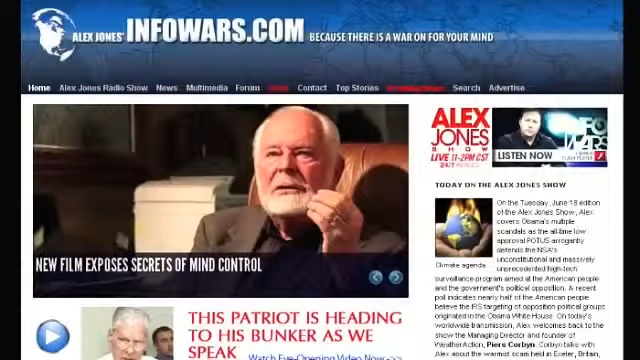 ALEX JONES' INFOWARS.COM BECAUSE THERE IS A WAR ON FOR YOUR MIND
Home Alex Jones Radio Show News Multimedia Forum Contact Top Stories Search Advertise
ALEX
JONES
SHOW
LIVE 11-2PM CST
24/7
LISTEN NOW
NEW FILM EXPOSES SECRETS OF MIND CONTROL
TODAY ON THE ALEX JONES SHOW
On the Tuesday, June 18 edition
of the Alex Jones Show, Alex
covers Obama's multiple
scandals as the all-time low
approval POTUS arrogantly
defends the NSA's
unconstitutional and massively
Climate agenda...
unprecedented high-tech
surveillance program aimed at the American people
and the government's political opposition. A recent
poll indicates nearly half of the American people
believe the IRS targeting of opposition political groups
originated in the Obama White House. On today's
worldwide transmission, Alex welcomes back to the
show the Managing Director and founder of
WeatherAction, Piers Corbyn. Corbyn talks with
Alex about the warmist scam heat in Exeter, Britain,
THIS PATRIOT IS HEADING
TO HIS BUNKER AS WE
SPEAK Watch Eye-Opening Video Now -->>